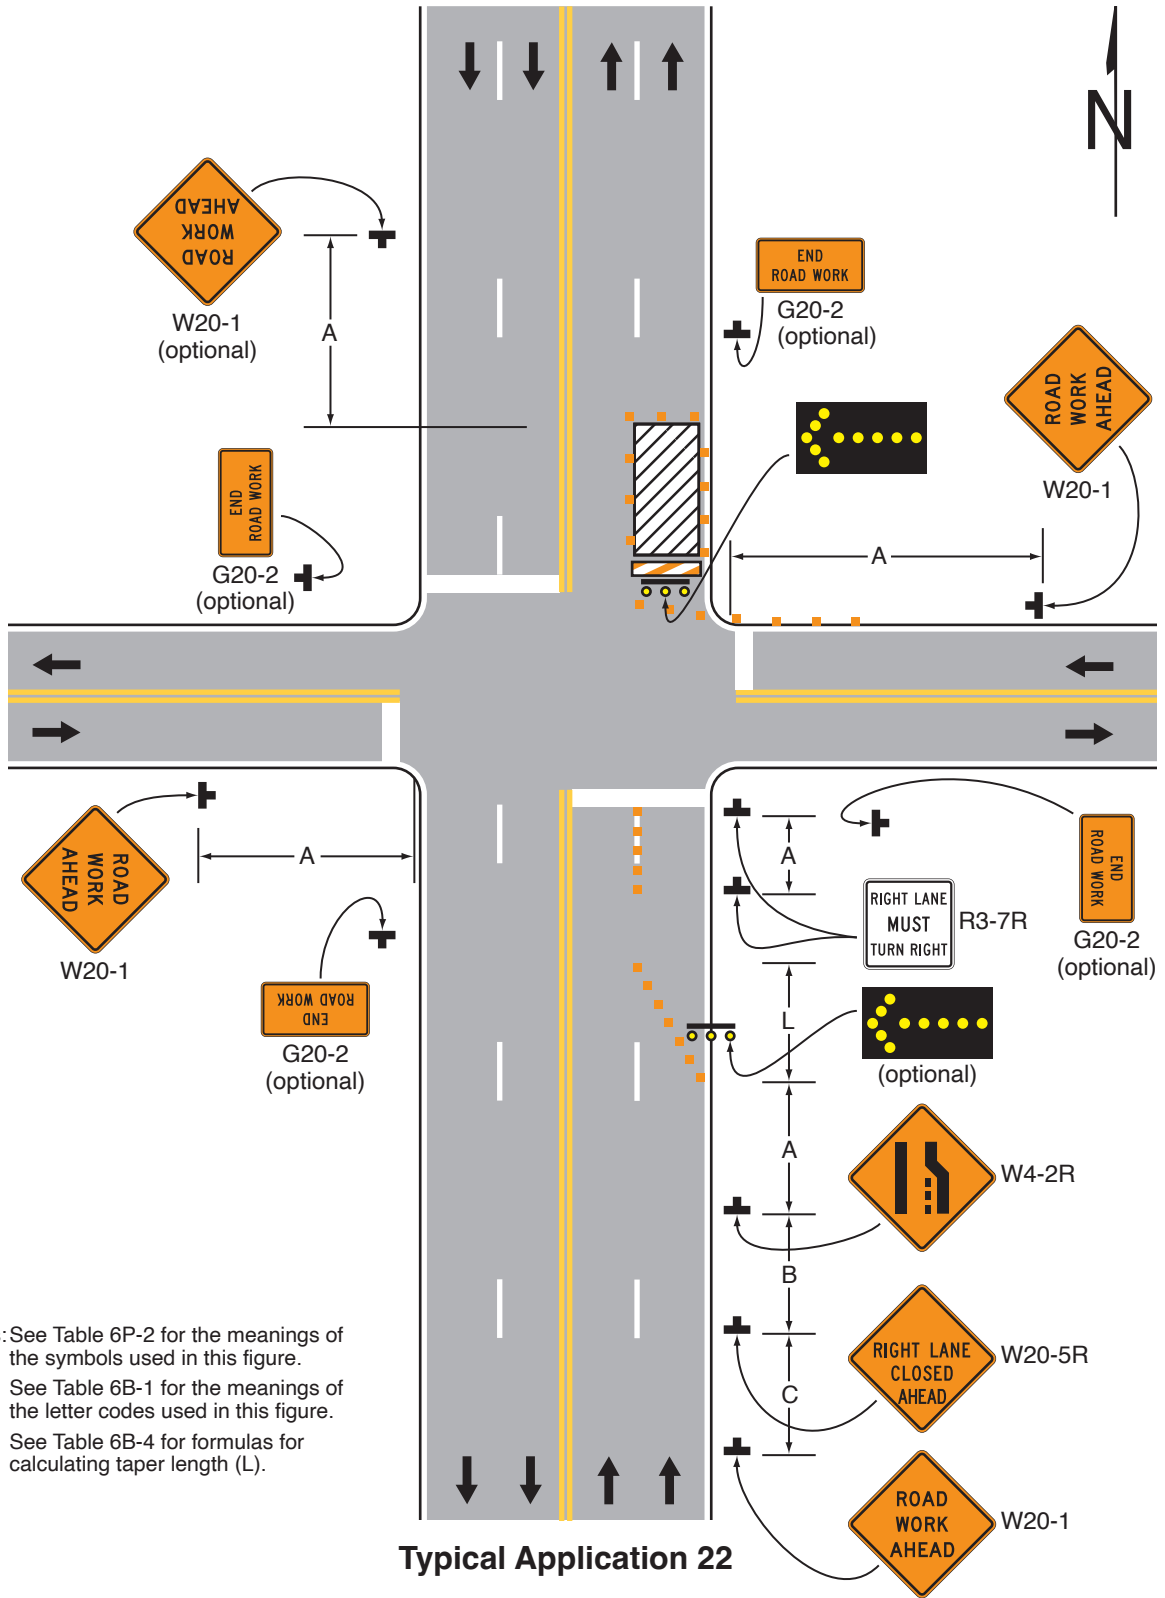 N
ROAD
WORK
AHEAD
W20-1
(optional)
A
END
ROAD WORK
G20-2
(optional)
ROAD
WORK
AHEAD
W20-1
END
ROAD WORK
G20-2
(optional)
A
ROAD
WORK
AHEAD
W20-1
A
END
ROAD WORK
G20-2
(optional)
A
RIGHT LANE
MUST
TURN RIGHT
R3-7R
END
ROAD WORK
G20-2
(optional)
L
(optional)
A
W4-2R
B
RIGHT LANE
CLOSED
AHEAD
W20-5R
C
ROAD
WORK
AHEAD
W20-1
: See Table 6P-2 for the meanings of
the symbols used in this figure.
See Table 6B-1 for the meanings of
the letter codes used in this figure.
See Table 6B-4 for formulas for
calculating taper length (L).
Typical Application 22